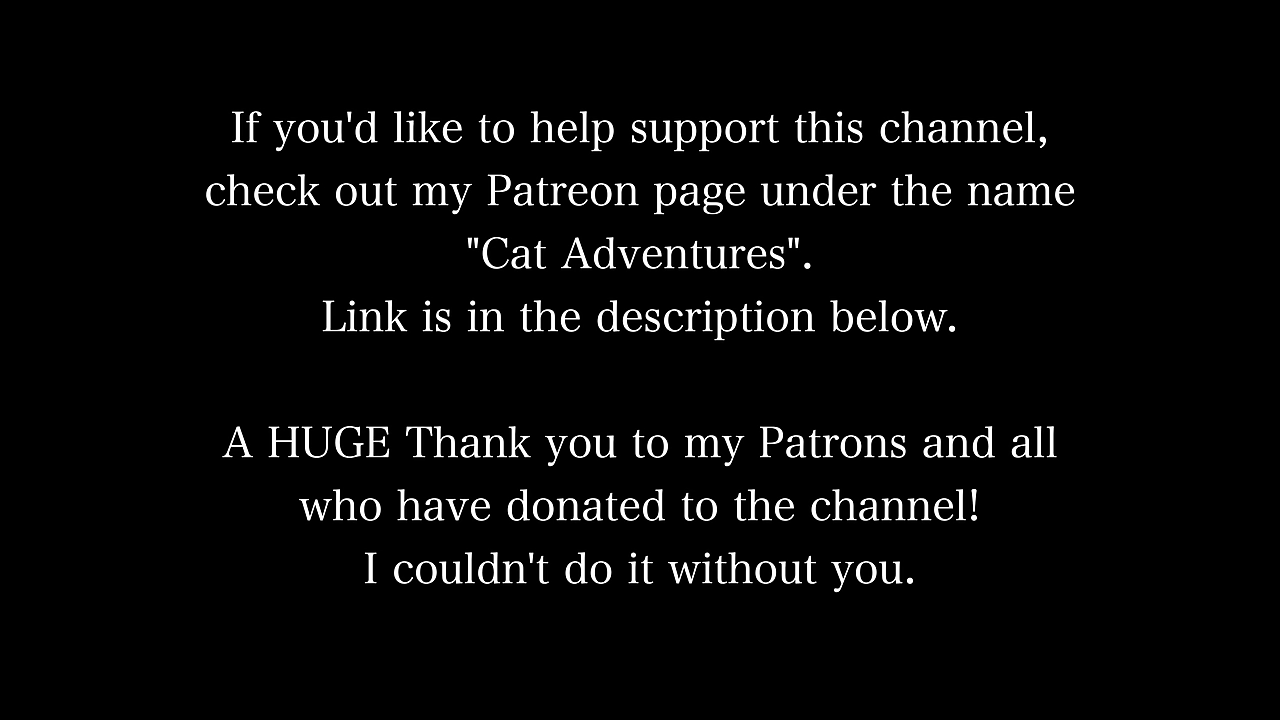 If you'd like to help support this channel,
check out my Patreon page under the name
"Cat Adventures".
Link is in the description below.
A HUGE Thank you to my Patrons and all
who have donated to the channel!
I couldn't do it without you.